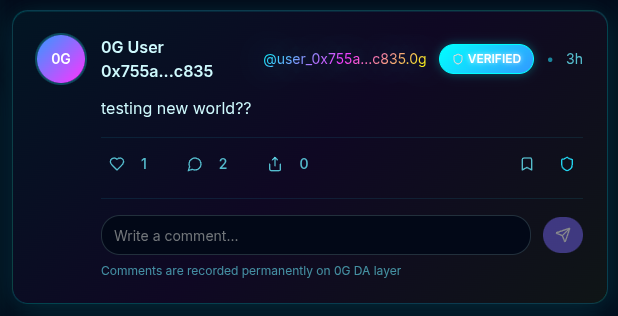 0G
0G User
0x755a...c835
@user_0x755a...c835.0g
VERIFIED
• 3h
testing new world??
1 2 0
Write a comment...
Comments are recorded permanently on 0G DA layer